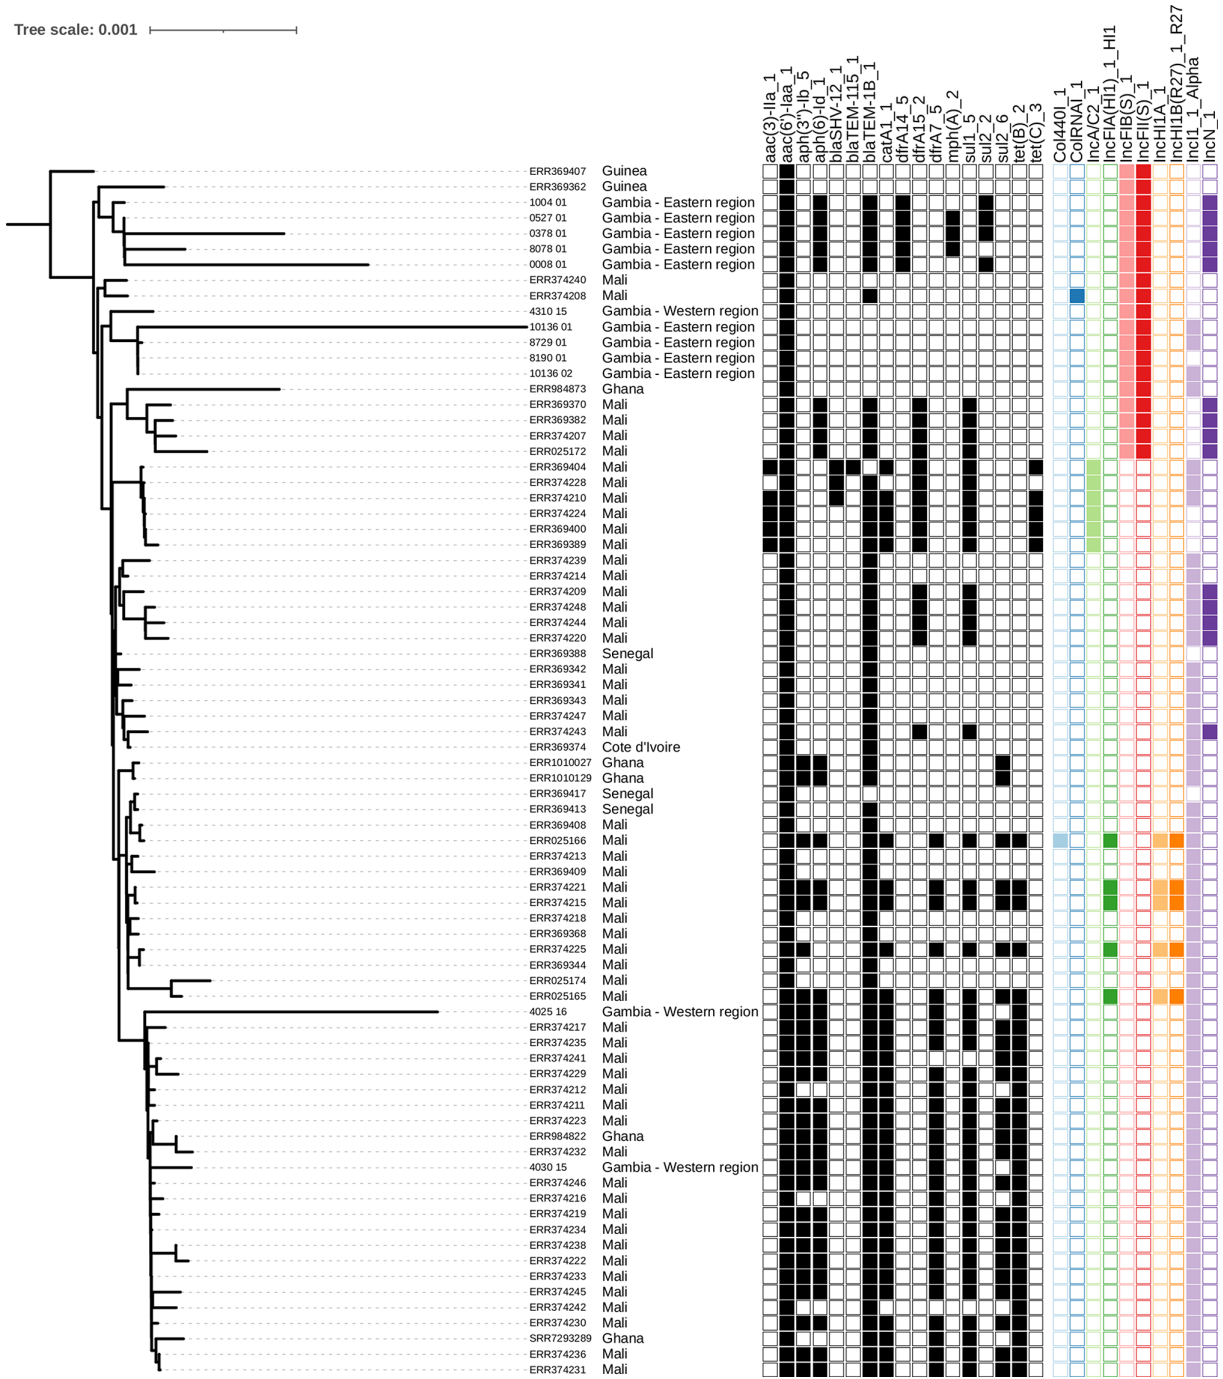 Tree scale: 0.001
aac(3)-IIa_1
aac(6')-Iaa_1
aph(3'')-Ib_5
aph(6)-Id_1
blaSHV-12_1
blaTEM-115_1
blaTEM-1B_1
catA1_1
dfrA14_5
dfrA15_2
dfrA7_5
mph(A)_2
sul1_5
sul2_2
sul2_6
tet(B)_2
tet(C)_3
Col440I_1
ColRNAI_1
IncA/C2_1
IncFIA(HI1)_1_HI1
IncFIB(S)_1
IncFII(S)_1
IncHI1A_1
IncHI1B(R27)_1_R27
IncI1_1_Alpha
IncN_1
ERR369407 Guinea
ERR369362 Guinea
1004 01 Gambia - Eastern region
0527 01 Gambia - Eastern region
0378 01 Gambia - Eastern region
8078 01 Gambia - Eastern region
0008 01 Gambia - Eastern region
ERR374240 Mali
ERR374208 Mali
4310 15 Gambia - Western region
10136 01 Gambia - Eastern region
8729 01 Gambia - Eastern region
8190 01 Gambia - Eastern region
10136 02 Gambia - Eastern region
ERR984873 Ghana
ERR369370 Mali
ERR369382 Mali
ERR374207 Mali
ERR025172 Mali
ERR369404 Mali
ERR374228 Mali
ERR374210 Mali
ERR374224 Mali
ERR369400 Mali
ERR369389 Mali
ERR374239 Mali
ERR374214 Mali
ERR374209 Mali
ERR374248 Mali
ERR374244 Mali
ERR374220 Mali
ERR369388 Senegal
ERR369342 Mali
ERR369341 Mali
ERR369343 Mali
ERR374247 Mali
ERR374243 Mali
ERR369374 Cote d'Ivoire
ERR1010027 Ghana
ERR1010129 Ghana
ERR369417 Senegal
ERR369413 Senegal
ERR369408 Mali
ERR025166 Mali
ERR374213 Mali
ERR369409 Mali
ERR374221 Mali
ERR374215 Mali
ERR374218 Mali
ERR369368 Mali
ERR374225 Mali
ERR369344 Mali
ERR025174 Mali
ERR025165 Mali
4025 16 Gambia - Western region
ERR374217 Mali
ERR374235 Mali
ERR374241 Mali
ERR374229 Mali
ERR374212 Mali
ERR374211 Mali
ERR374223 Mali
ERR984822 Ghana
ERR374232 Mali
4030 15 Gambia - Western region
ERR374246 Mali
ERR374216 Mali
ERR374219 Mali
ERR374234 Mali
ERR374238 Mali
ERR374222 Mali
ERR374233 Mali
ERR374245 Mali
ERR374242 Mali
ERR374230 Mali
SRR7293289 Ghana
ERR374236 Mali
ERR374231 Mali